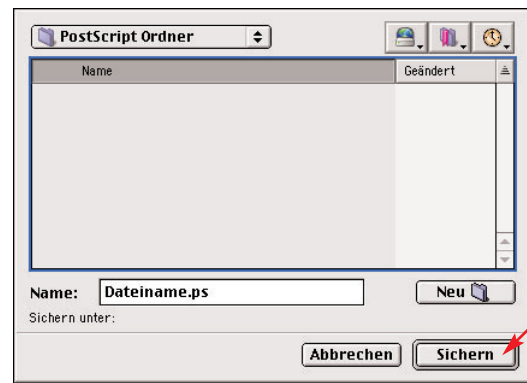 PostScript Ordner
Name Geändert
Name: Dateiname.ps Neu
Sichern unter:
Abbrechen Sichern